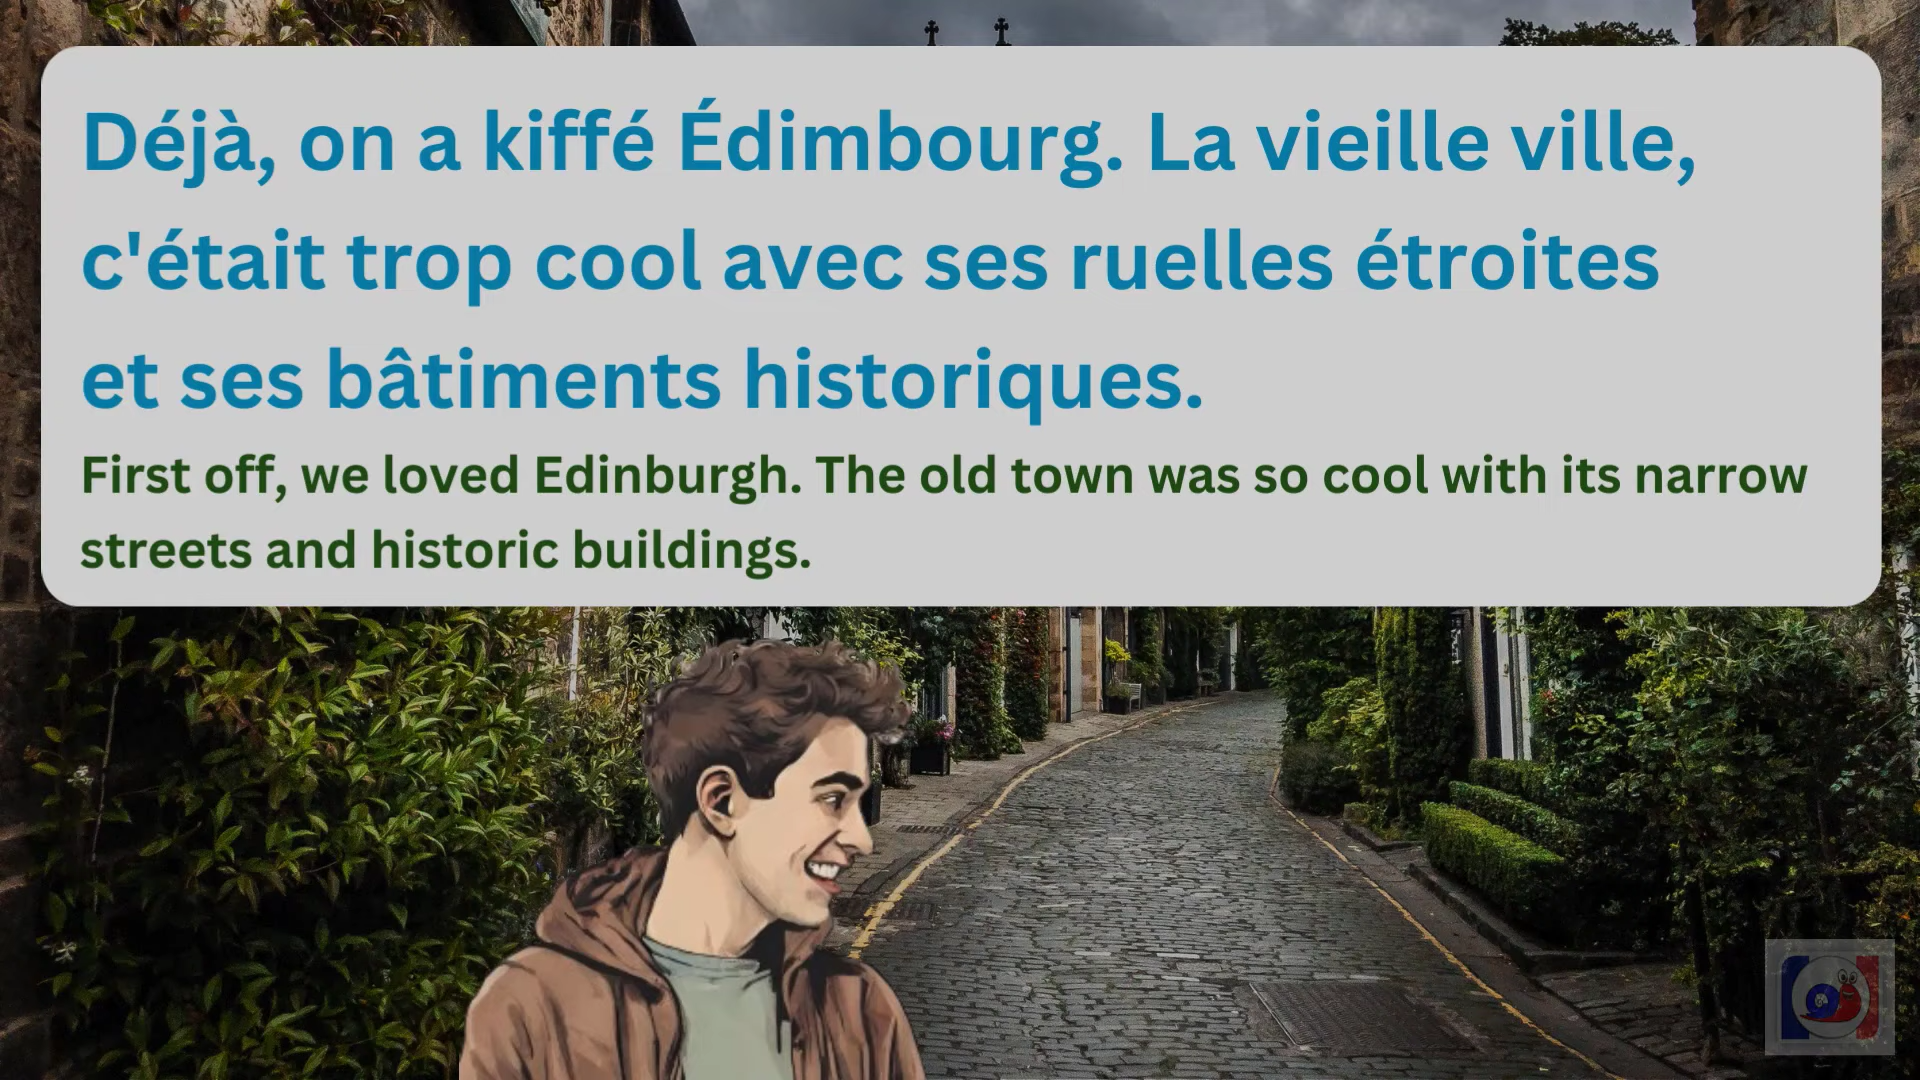 Déjà, on a kiffé Édimbourg. La vieille ville,
c'était trop cool avec ses ruelles étroites
et ses bâtiments historiques.
First off, we loved Edinburgh. The old town was so cool with its narrow
streets and historic buildings.